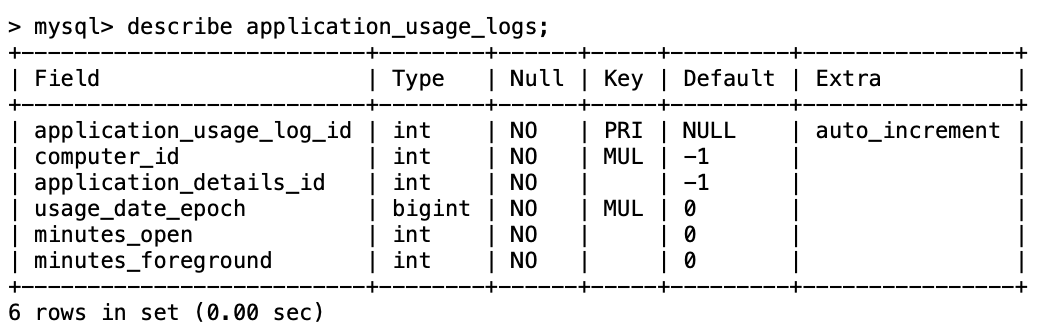 > mysql> describe application_usage_logs;
+--------------------------+--------+------+-----+---------+----------------+
| Field                    | Type   | Null | Key | Default | Extra          |
+--------------------------+--------+------+-----+---------+----------------+
| application_usage_log_id | int    | NO   | PRI | NULL    | auto_increment |
| computer_id              | int    | NO   | MUL | -1      |                |
| application_details_id   | int    | NO   |     | -1      |                |
| usage_date_epoch         | bigint | NO   | MUL | 0       |                |
| minutes_open             | int    | NO   |     | 0       |                |
| minutes_foreground       | int    | NO   |     | 0       |                |
+--------------------------+--------+------+-----+---------+----------------+
6 rows in set (0.00 sec)